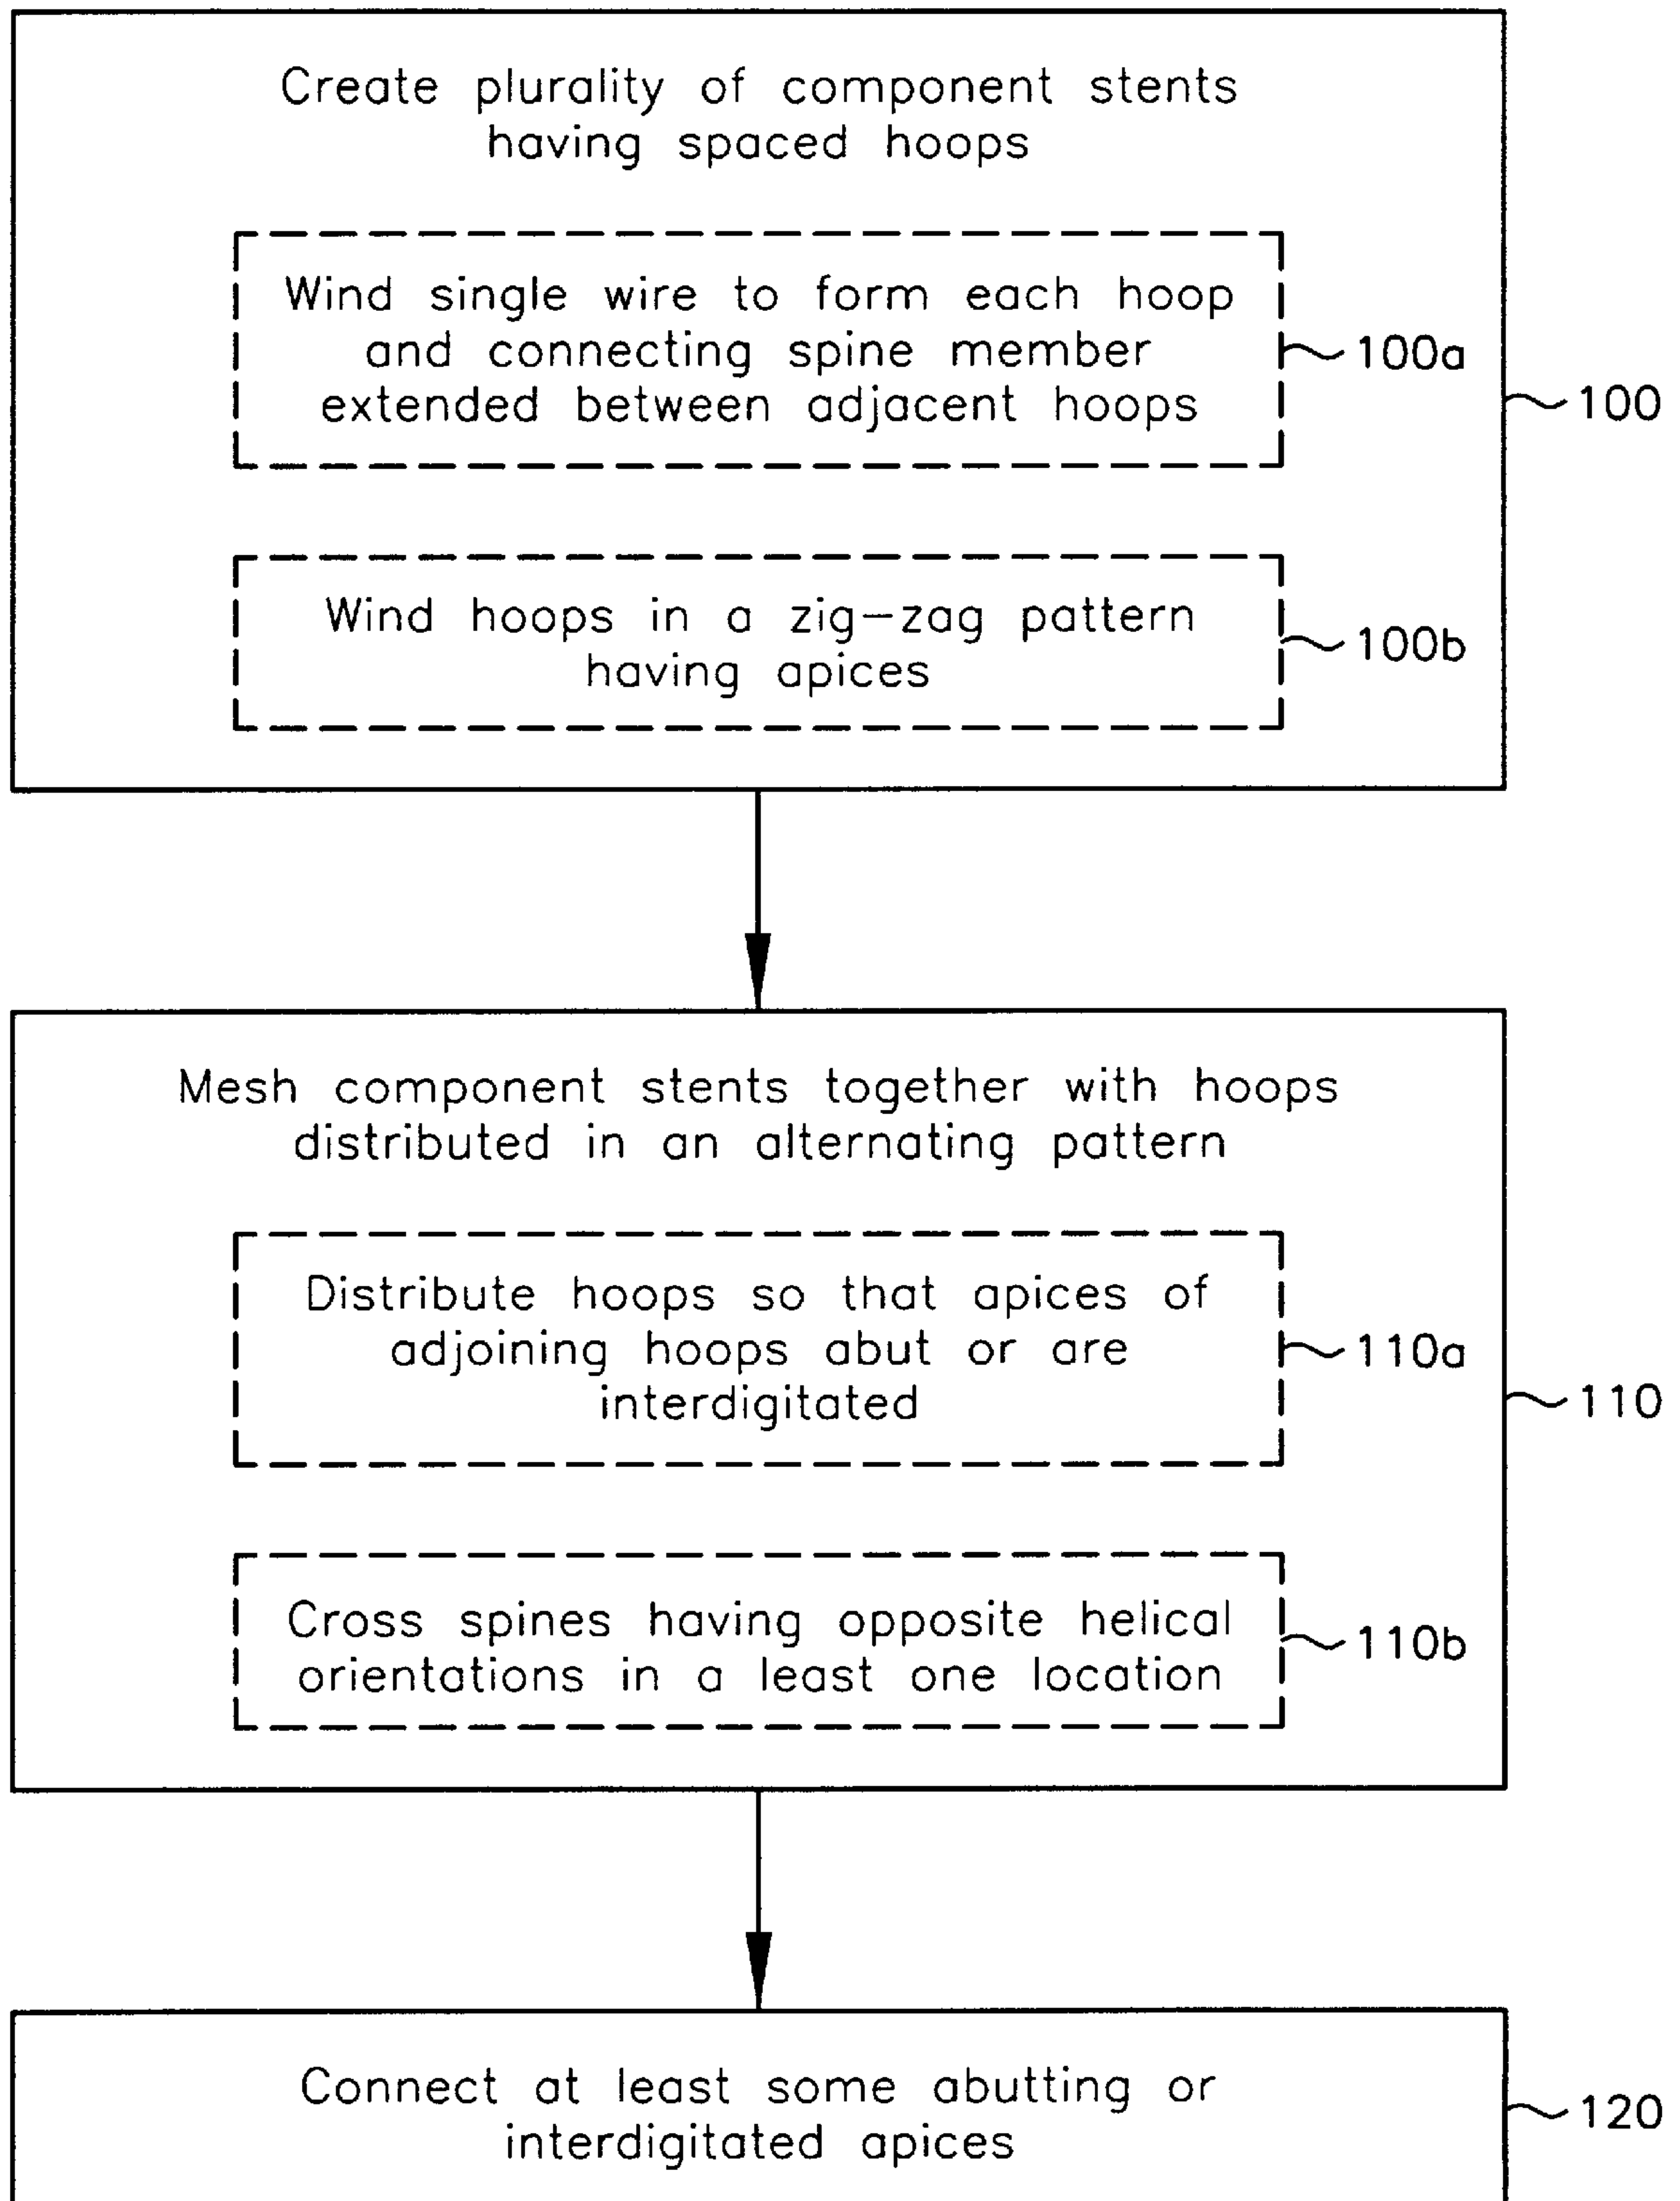 Create plurality of component stents
having spaced hoops
Wind single wire to form each hoop
and connecting spine member
extended between adjacent hoops
100a
100
Wind hoops in a zig-zag pattern
having apices
100b
Mesh component stents together with hoops
distributed in an alternating pattern
Distribute hoops so that apices of
adjoining hoops abut or are
interdigitated
110a
110
Cross spines having opposite helical
orientations in a least one location
110b
Connect at least some abutting or
interdigitated apices
120